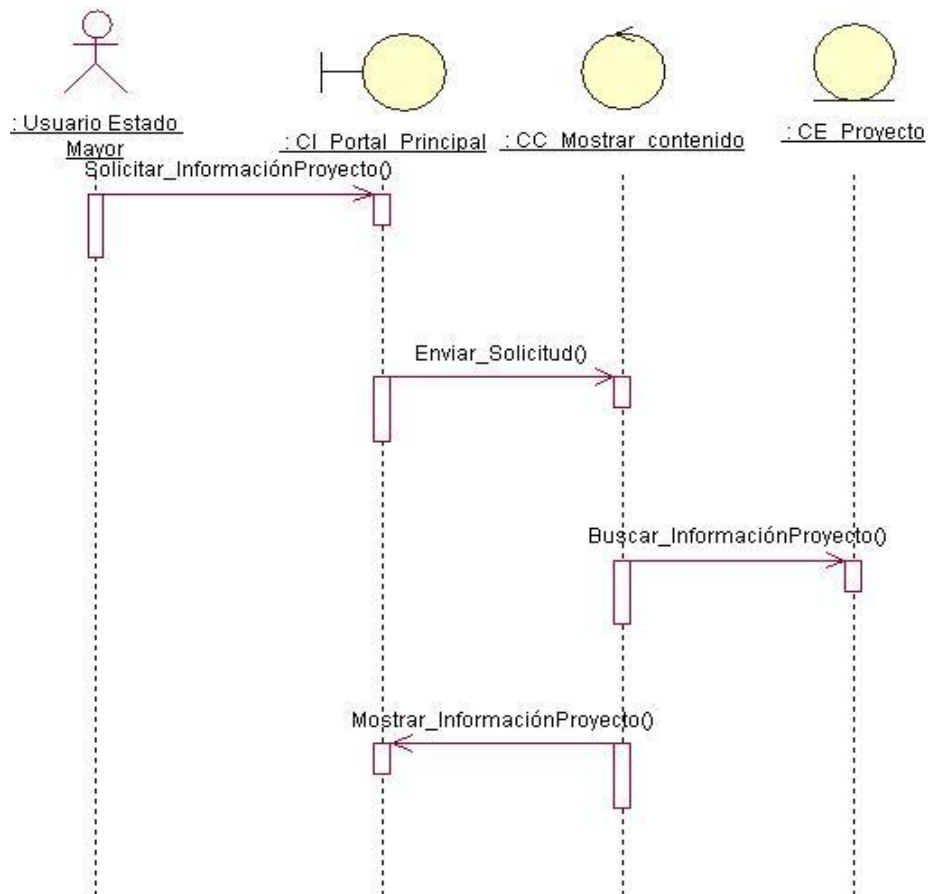 : Usuario Estado
Mayor
: CI_Portal_Principal
: CC_Mostrar_contenido
: CE_Proyecto
Solicitar_InformaciónProyecto()
Enviar_Solicitud()
Buscar_InformaciónProyecto()
Mostrar_InformaciónProyecto()